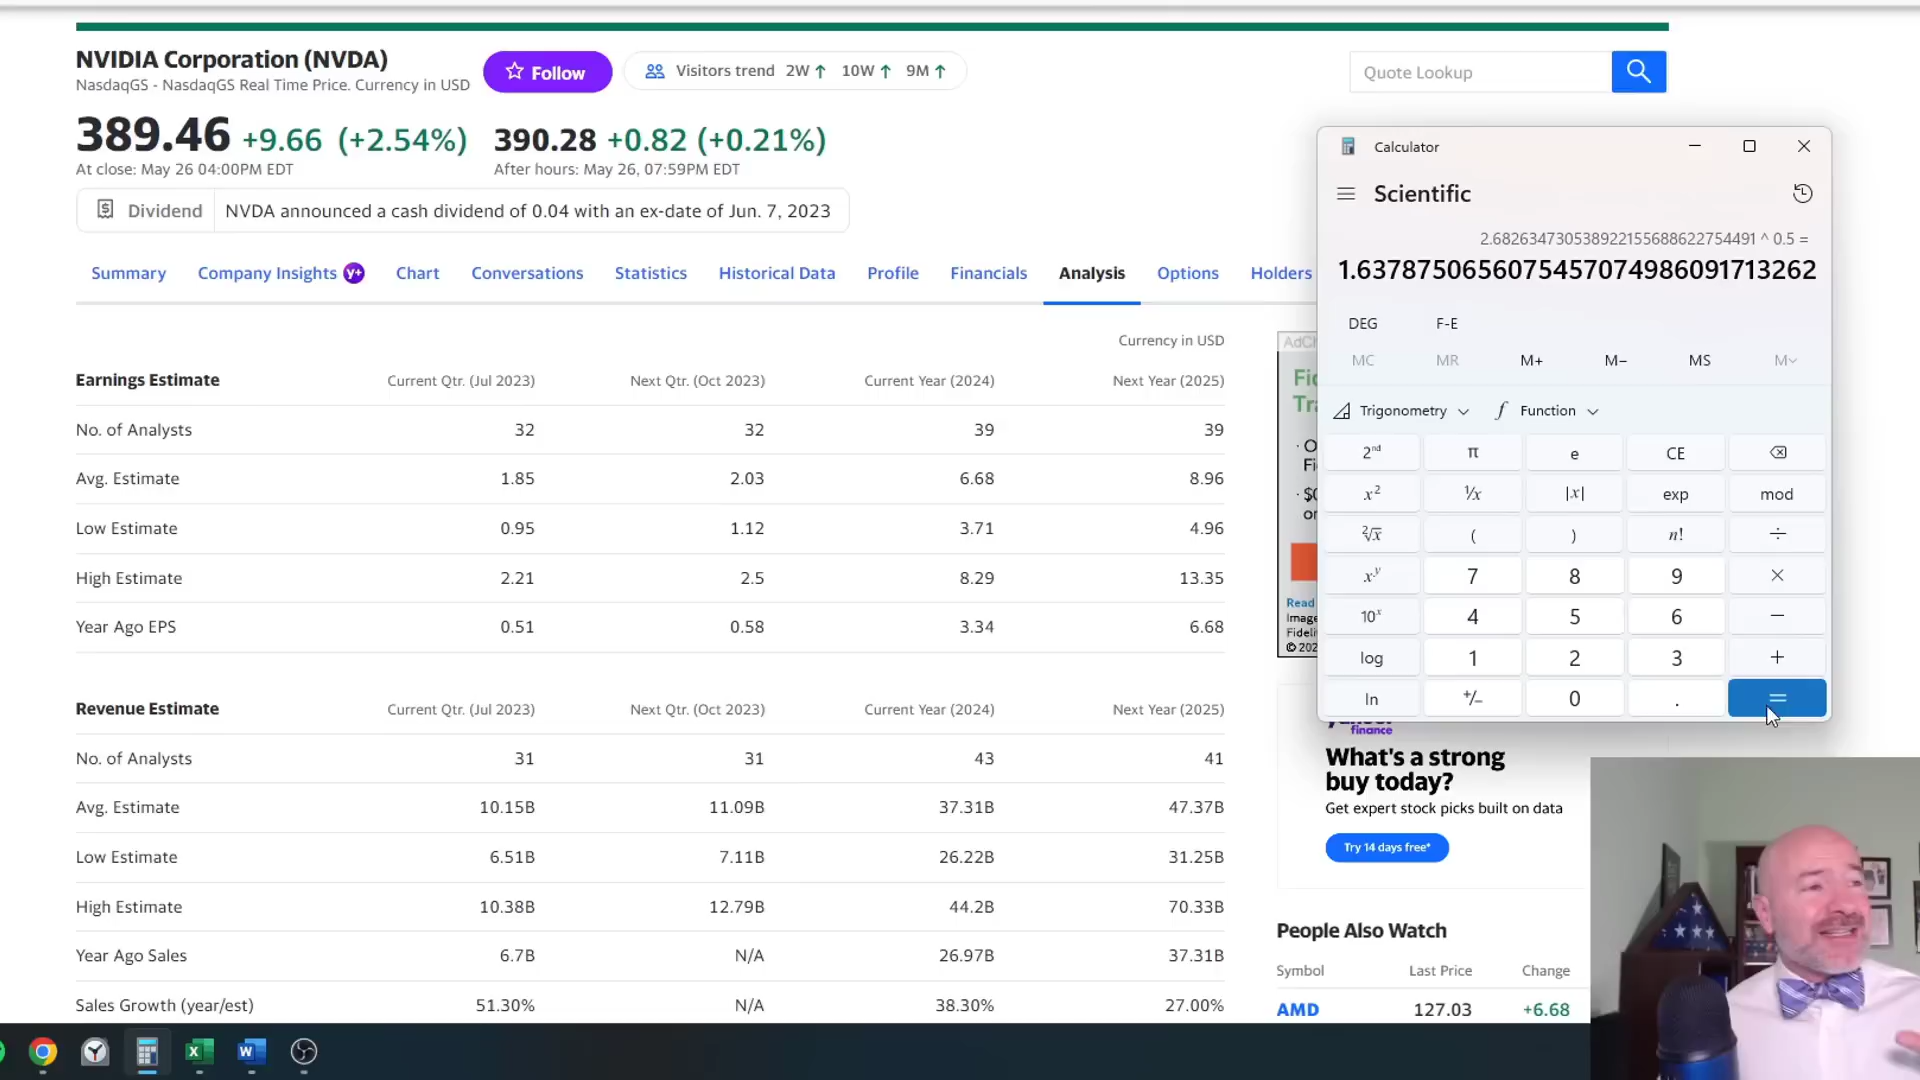 NVIDIA Corporation (NVDA)
NasdaqGS - NasdaqGS Real Time Price. Currency in USD
Follow
Visitors trend 2W 10W 9M
Quote Lookup
389.46 +9.66 (+2.54%)
At close: May 26 04:00PM EDT
390.28 +0.82 (+0.21%)
After hours: May 26, 07:59PM EDT
Dividend NVDA announced a cash dividend of 0.04 with an ex-date of Jun. 7, 2023
Summary Company Insights y+ Chart Conversations Statistics Historical Data Profile Financials Analysis Options Holders
Currency in USD
Earnings Estimate Current Qtr. (Jul 2023) Next Qtr. (Oct 2023) Current Year (2024) Next Year (2025)
No. of Analysts 32 32 39 39
Avg. Estimate 1.85 2.03 6.68 8.96
Low Estimate 0.95 1.12 3.71 4.96
High Estimate 2.21 2.5 8.29 13.35
Year Ago EPS 0.51 0.58 3.34 6.68
Revenue Estimate Current Qtr. (Jul 2023) Next Qtr. (Oct 2023) Current Year (2024) Next Year (2025)
No. of Analysts 31 31 43 41
Avg. Estimate 10.15B 11.09B 37.31B 47.37B
Low Estimate 6.51B 7.11B 26.22B 31.25B
High Estimate 10.38B 12.79B 44.2B 70.33B
Year Ago Sales 6.7B N/A 26.97B 37.31B
Sales Growth (year/est) 51.30% N/A 38.30% 27.00%
Calculator
Scientific
2.682634730538922155688622754491 ^ 0.5 =
1.6378750656075457074986091713262
DEG F-E
MC MR M+ M− MS M
Trigonometry Function
2nd π e CE
x² ¹/x |x| exp mod
²√x ( ) n! ÷
xʸ 7 8 9 ×
10ˣ 4 5 6 −
log 1 2 3 +
ln +/− 0 . =
Read
© 202
finance
What's a strong
buy today?
Get expert stock picks built on data
Try 14 days free*
People Also Watch
Symbol Last Price Change
AMD 127.03 +6.68